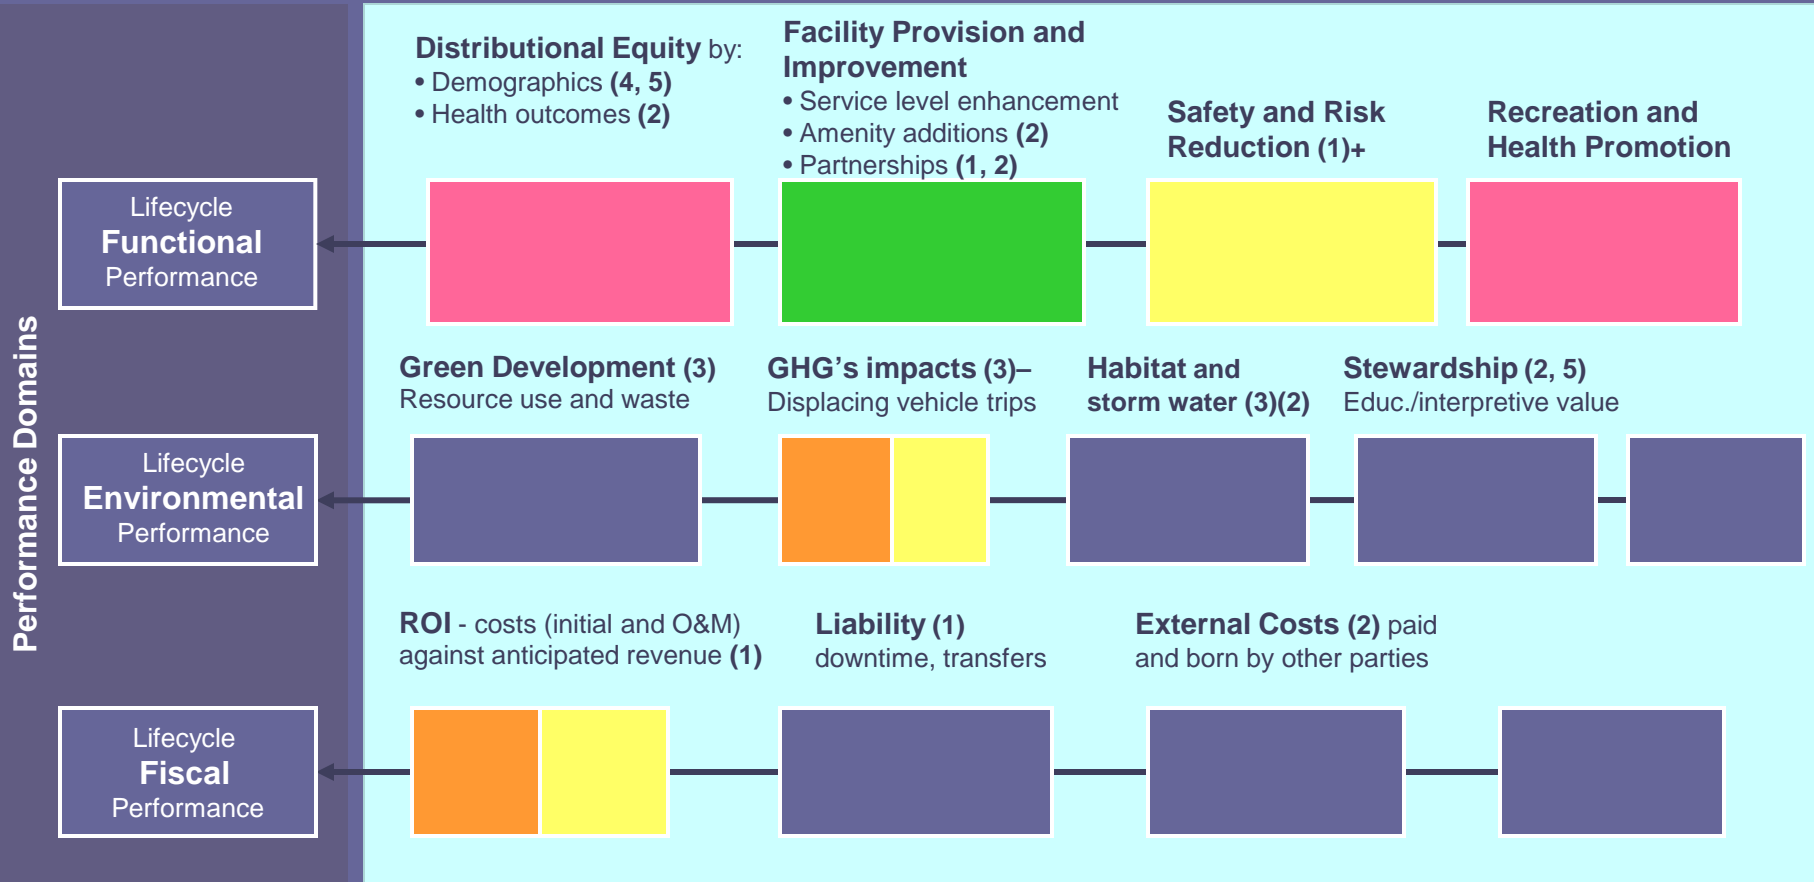 Performance Domains
Distributional Equity by:
• Demographics (4, 5)
• Health outcomes (2)
Facility Provision and
Improvement
• Service level enhancement
• Amenity additions (2)
• Partnerships (1, 2)
Safety and Risk
Reduction (1)+
Recreation and
Health Promotion
Lifecycle
Functional
Performance
Green Development (3)
Resource use and waste
GHG’s impacts (3)–
Displacing vehicle trips
Habitat and
storm water (3)(2)
Stewardship (2, 5)
Educ./interpretive value
Lifecycle
Environmental
Performance
ROI - costs (initial and O&M)
against anticipated revenue (1)
Liability (1)
downtime, transfers
External Costs (2) paid
and born by other parties
Lifecycle
Fiscal
Performance